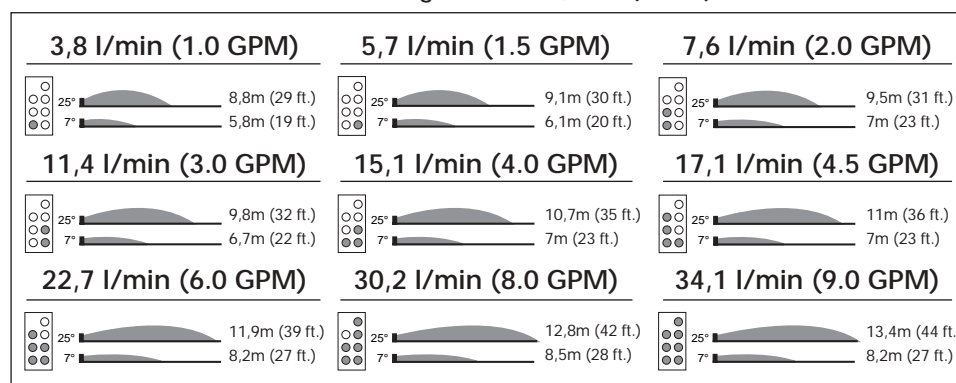 3,8 l/min (1.0 GPM)
25° 8,8m (29 ft.)
7° 5,8m (19 ft.)
5,7 l/min (1.5 GPM)
25° 9,1m (30 ft.)
7° 6,1m (20 ft.)
7,6 l/min (2.0 GPM)
25° 9,5m (31 ft.)
7° 7m (23 ft.)
11,4 l/min (3.0 GPM)
25° 9,8m (32 ft.)
7° 6,7m (22 ft.)
15,1 l/min (4.0 GPM)
25° 10,7m (35 ft.)
7° 7m (23 ft.)
17,1 l/min (4.5 GPM)
25° 11m (36 ft.)
7° 7m (23 ft.)
22,7 l/min (6.0 GPM)
25° 11,9m (39 ft.)
7° 8,2m (27 ft.)
30,2 l/min (8.0 GPM)
25° 12,8m (42 ft.)
7° 8,5m (28 ft.)
34,1 l/min (9.0 GPM)
25° 13,4m (44 ft.
7° 8,2m (27 ft.)